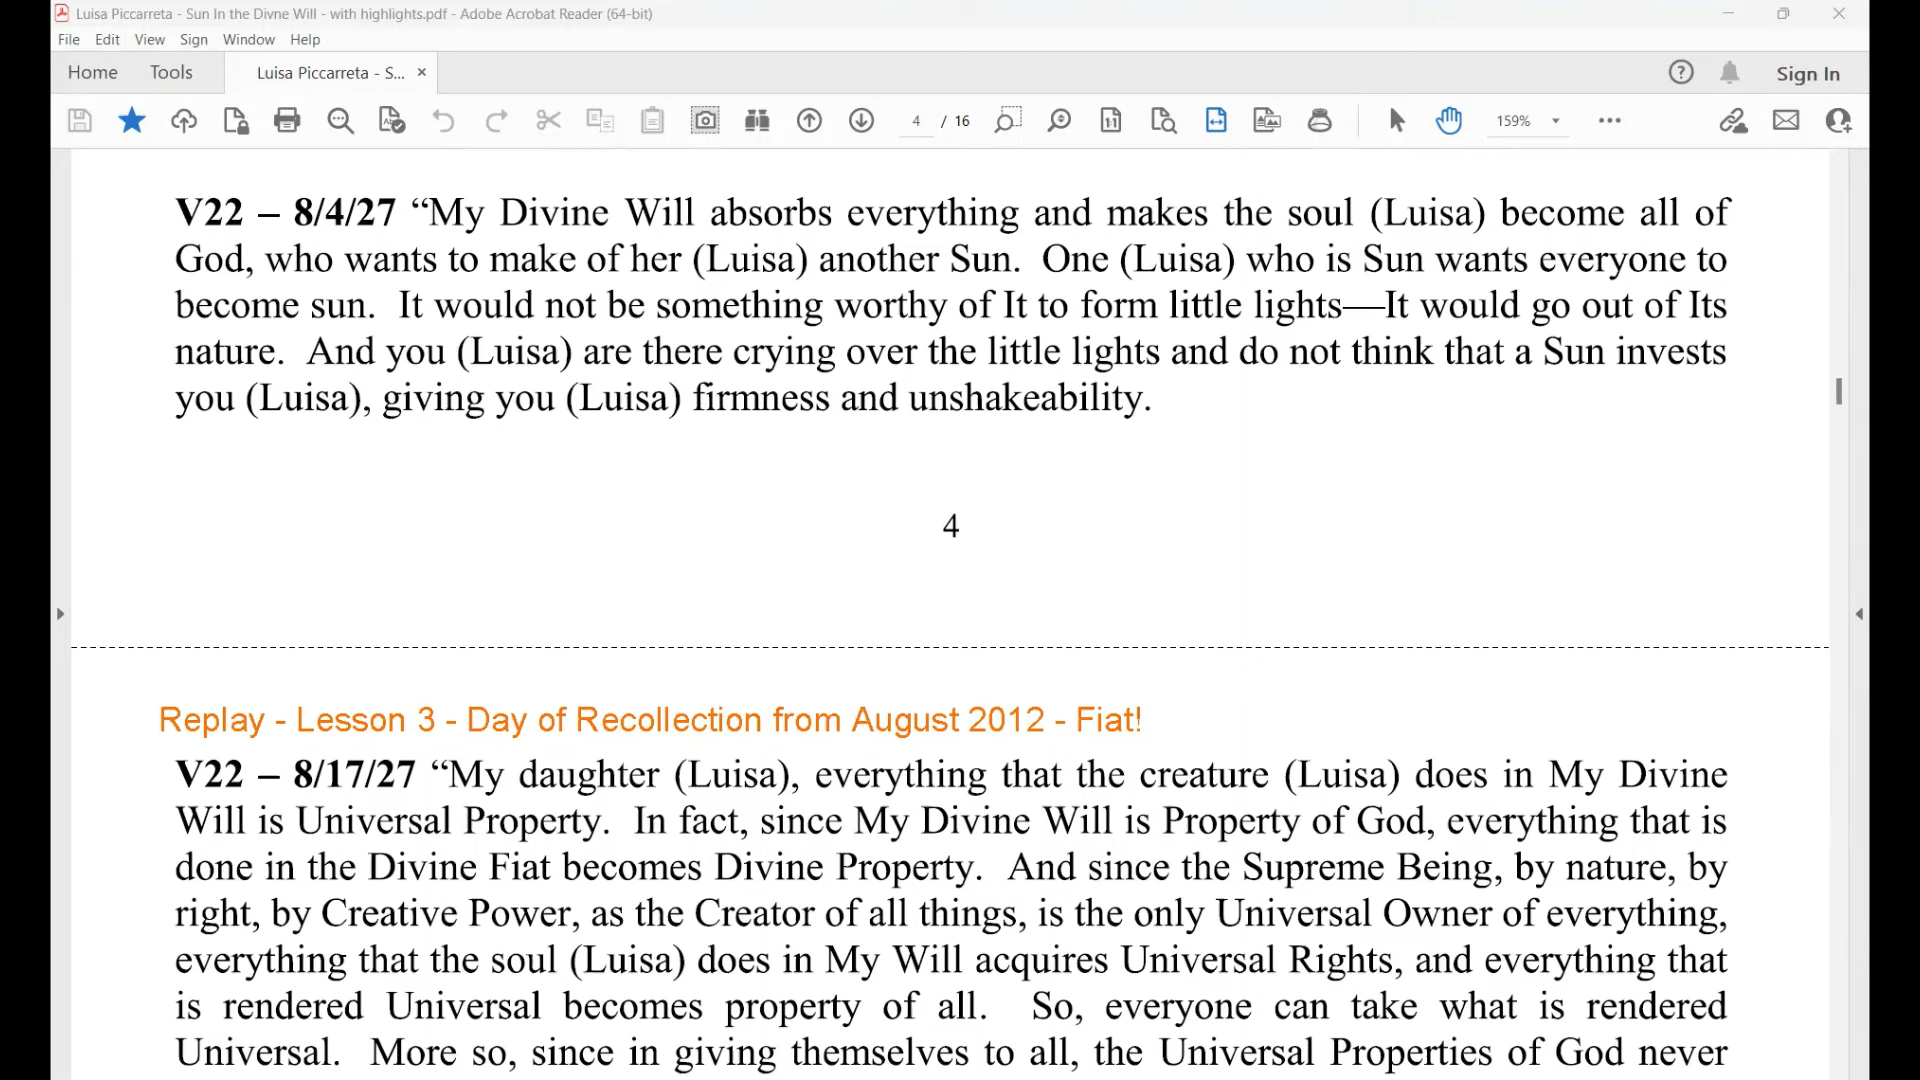 Luisa Piccarreta - Sun In the Divne Will - with highlights.pdf - Adobe Acrobat Reader (64-bit)
File Edit View Sign Window Help
Home Tools Luisa Piccarreta - S... × Sign In
4 / 16 159%
V22 – 8/4/27 “My Divine Will absorbs everything and makes the soul (Luisa) become all of
God, who wants to make of her (Luisa) another Sun. One (Luisa) who is Sun wants everyone to
become sun. It would not be something worthy of It to form little lights—It would go out of Its
nature. And you (Luisa) are there crying over the little lights and do not think that a Sun invests
you (Luisa), giving you (Luisa) firmness and unshakeability.
4
Replay - Lesson 3 - Day of Recollection from August 2012 - Fiat!
V22 – 8/17/27 “My daughter (Luisa), everything that the creature (Luisa) does in My Divine
Will is Universal Property. In fact, since My Divine Will is Property of God, everything that is
done in the Divine Fiat becomes Divine Property. And since the Supreme Being, by nature, by
right, by Creative Power, as the Creator of all things, is the only Universal Owner of everything,
everything that the soul (Luisa) does in My Will acquires Universal Rights, and everything that
is rendered Universal becomes property of all. So, everyone can take what is rendered
Universal. More so, since in giving themselves to all, the Universal Properties of God never